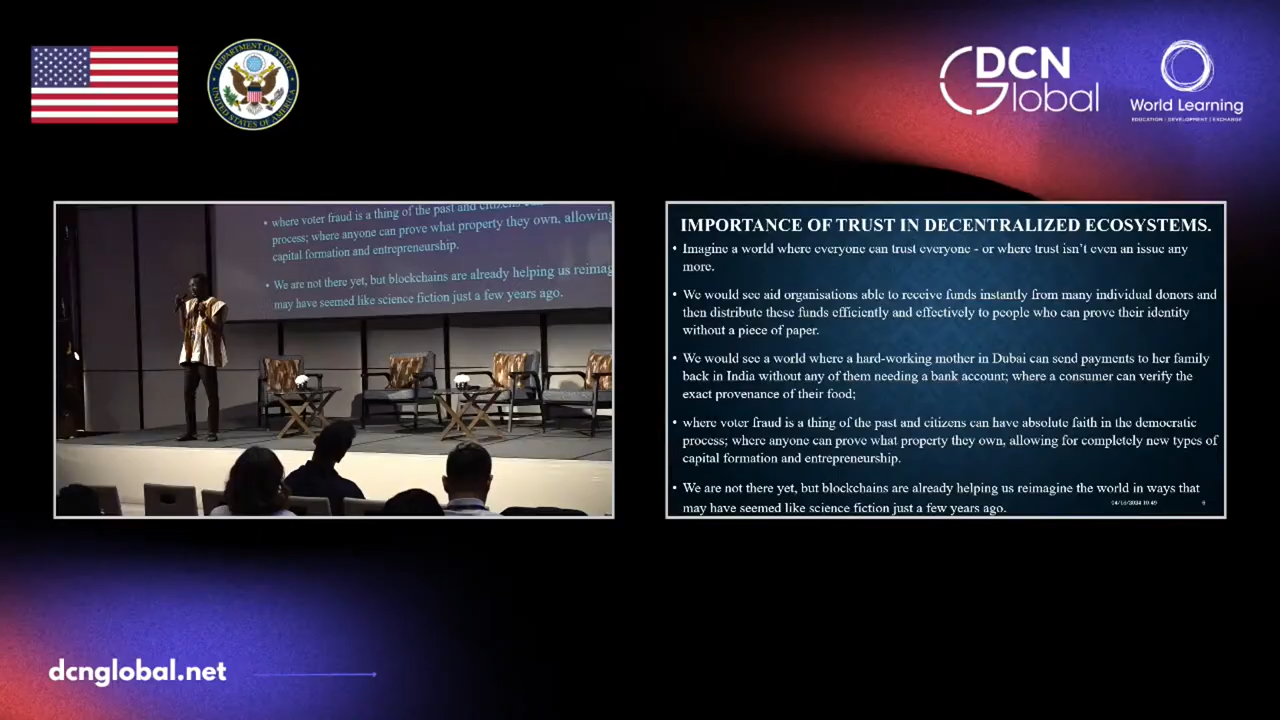 DEPARTMENT OF STATE
UNITED STATES OF AMERICA
DCN
Global
World Learning
EDUCATION | DEVELOPMENT | EXCHANGE
• where voter fraud is a thing of the past and citizens can
process; where anyone can prove what property they own, allowing
capital formation and entrepreneurship.
• We are not there yet, but blockchains are already helping us reimag
may have seemed like science fiction just a few years ago.
IMPORTANCE OF TRUST IN DECENTRALIZED ECOSYSTEMS.
• Imagine a world where everyone can trust everyone - or where trust isn't even an issue any
more.
• We would see aid organisations able to receive funds instantly from many individual donors and
then distribute these funds efficiently and effectively to people who can prove their identity
without a piece of paper.
• We would see a world where a hard-working mother in Dubai can send payments to her family
back in India without any of them needing a bank account; where a consumer can verify the
exact provenance of their food;
• where voter fraud is a thing of the past and citizens can have absolute faith in the democratic
process; where anyone can prove what property they own, allowing for completely new types of
capital formation and entrepreneurship.
• We are not there yet, but blockchains are already helping us reimagine the world in ways that
may have seemed like science fiction just a few years ago.
dcnglobal.net